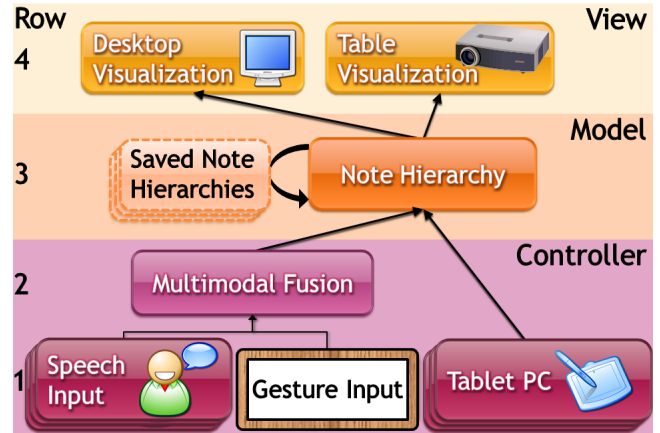 Row
View
4
Desktop
Visualization
Table
Visualization
Model
3
Saved Note
Hierarchies
Note Hierarchy
Controller
2
Multimodal Fusion
1
Speech
Input
Gesture Input
Tablet PC